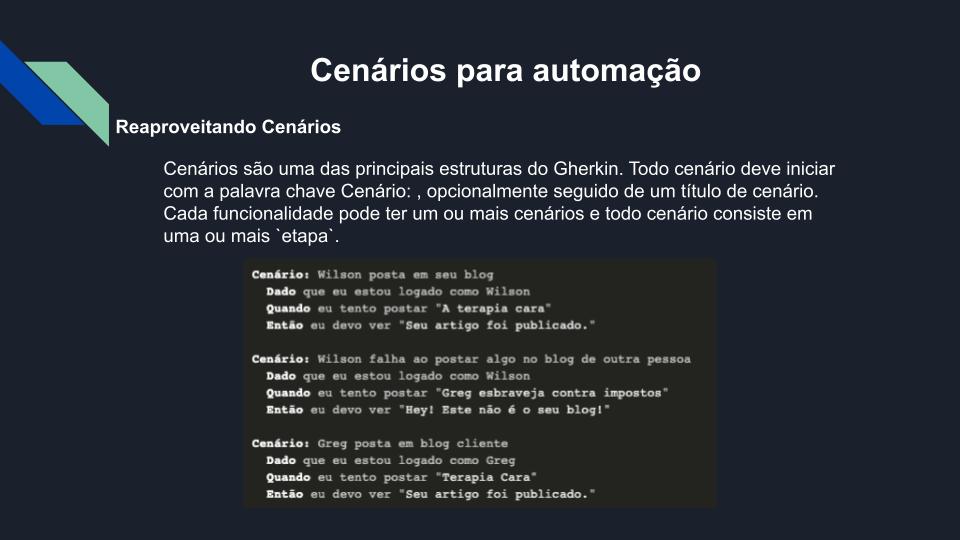 Cenários para automação
Reaproveitando Cenários
Cenários são uma das principais estruturas do Gherkin. Todo cenário deve iniciar
com a palavra chave Cenário: , opcionalmente seguido de um título de cenário.
Cada funcionalidade pode ter um ou mais cenários e todo cenário consiste em
uma ou mais `etapa`.
Cenário: Wilson posta em seu blog
Dado que eu estou logado como Wilson
Quando eu tento postar "A terapia cara"
Então eu devo ver "Seu artigo foi publicado."
Cenário: Wilson falha ao postar algo no blog de outra pessoa
Dado que eu estou logado como Wilson
Quando eu tento postar "Greg esbraveja contra impostos"
Então eu devo ver "Hey! Este não é o seu blog!"
Cenário: Greg posta em blog cliente
Dado que eu estou logado como Greg
Quando eu tento postar "Terapia Cara"
Então eu devo ver "Seu artigo foi publicado."